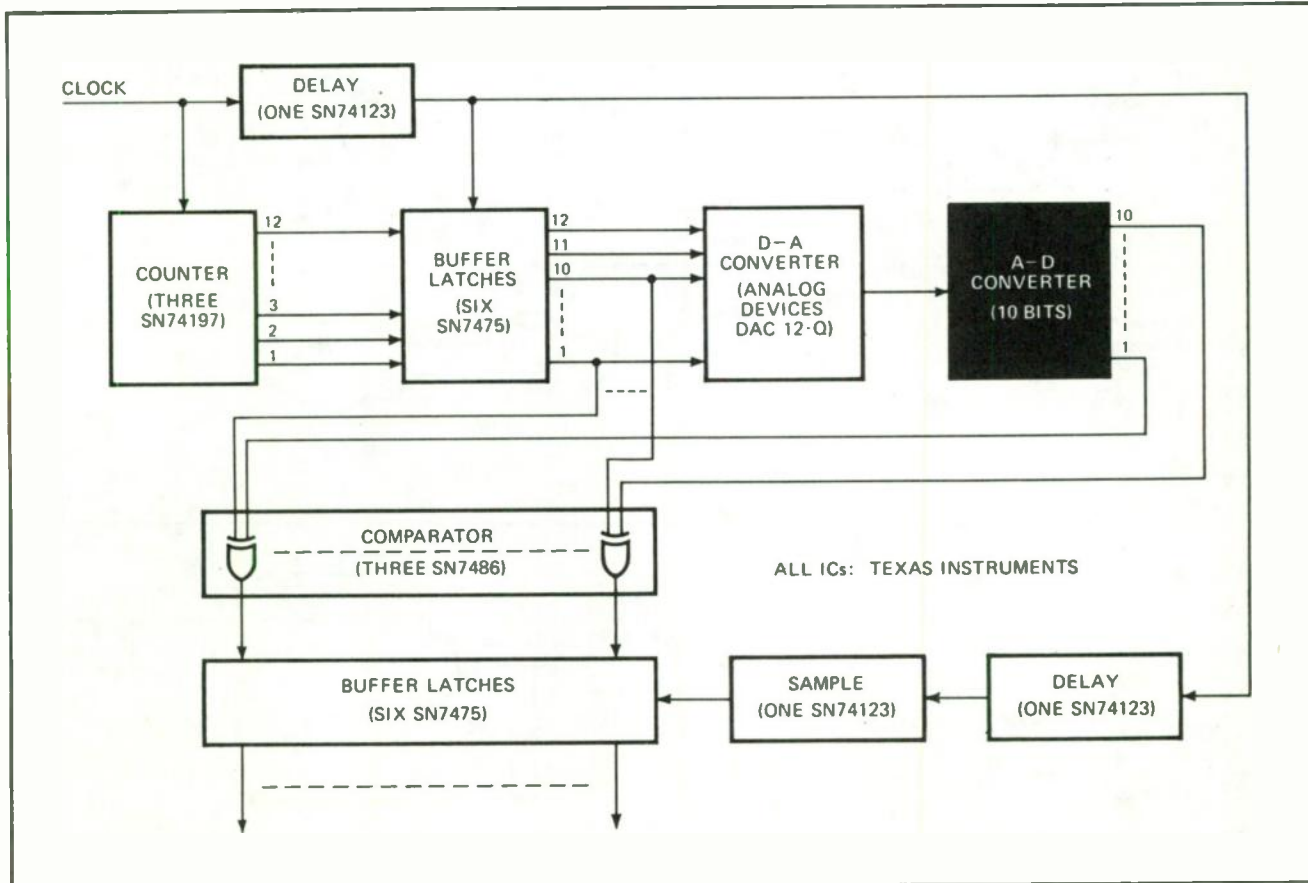 CLOCK
DELAY
(ONE SN74123)
COUNTER
(THREE
SN74197)
12
3
2
1
BUFFER
LATCHES
(SIX
SN7475)
12
11
10
1
D-A
CONVERTER
(ANALOG
DEVICES
DAC 12-Q)
A-D
CONVERTER
(10 BITS)
10
1
COMPARATOR
(THREE SN7486)
ALL ICs: TEXAS INSTRUMENTS
BUFFER LATCHES
(SIX SN7475)
SAMPLE
(ONE SN74123)
DELAY
(ONE SN74123)